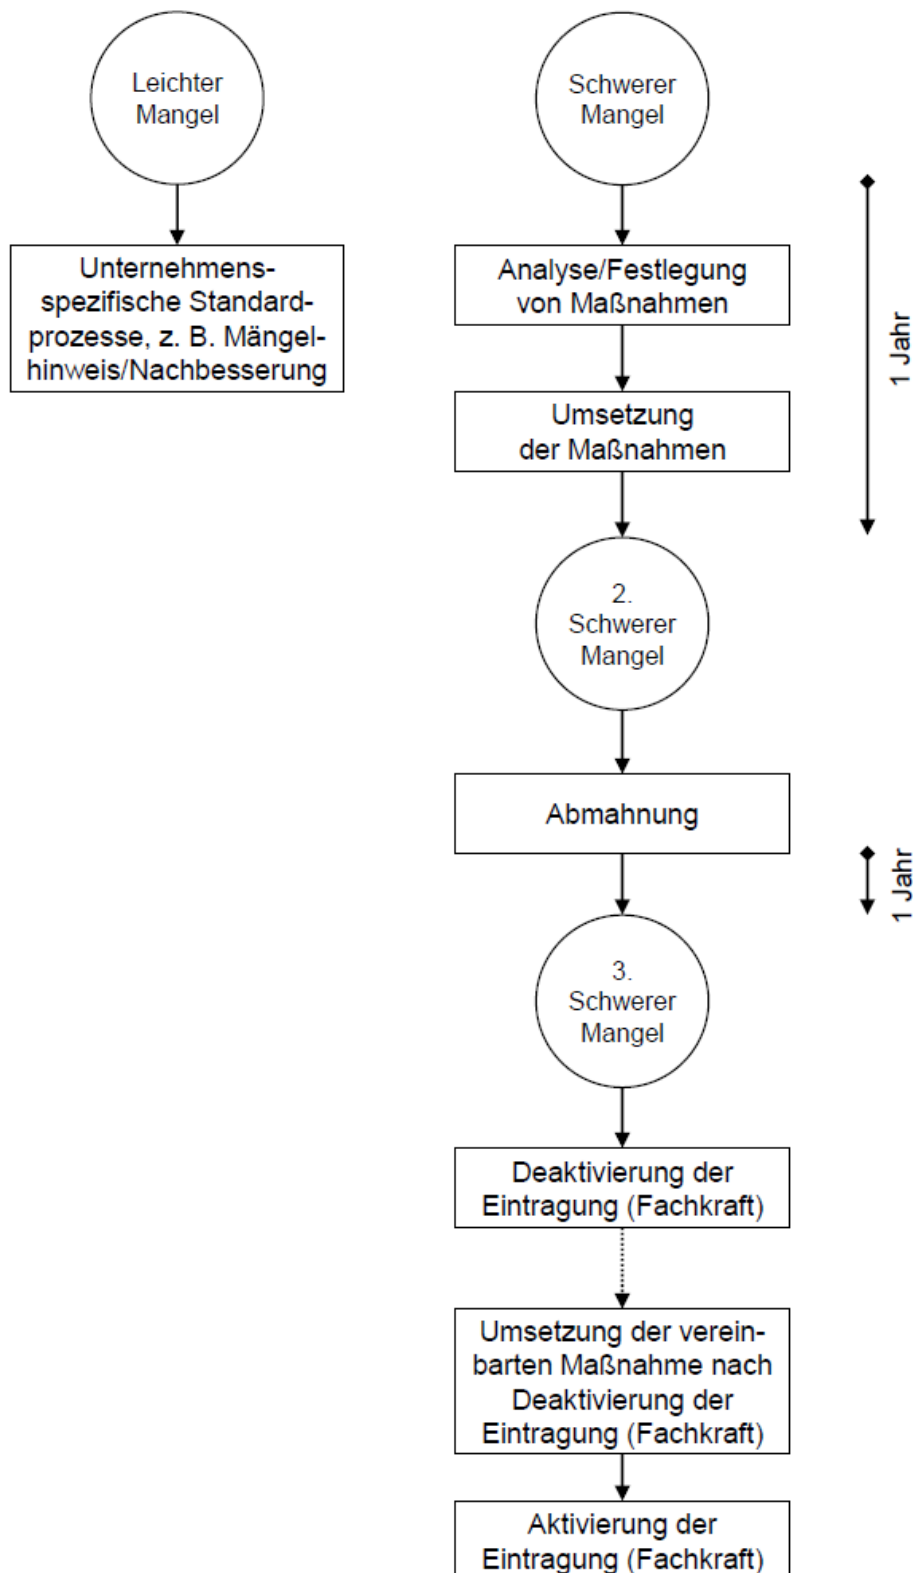 Leichter
Mangel
Unternehmens-
spezifische Standard-
prozesse, z. B. Mängel-
hinweis/Nachbesserung
Schwerer
Mangel
Analyse/Festlegung
von Maßnahmen
Umsetzung
der Maßnahmen
1 Jahr
2.
Schwerer
Mangel
Abmahnung
1 Jahr
3.
Schwerer
Mangel
Deaktivierung der
Eintragung (Fachkraft)
Umsetzung der verein-
barten Maßnahme nach
Deaktivierung der
Eintragung (Fachkraft)
Aktivierung der
Eintragung (Fachkraft)